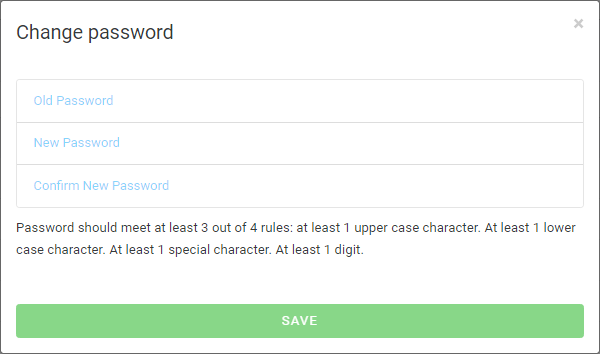 Change password
×
Old Password
New Password
Confirm New Password
Password should meet at least 3 out of 4 rules: at least 1 upper case character. At least 1 lower
case character. At least 1 special character. At least 1 digit.
SAVE